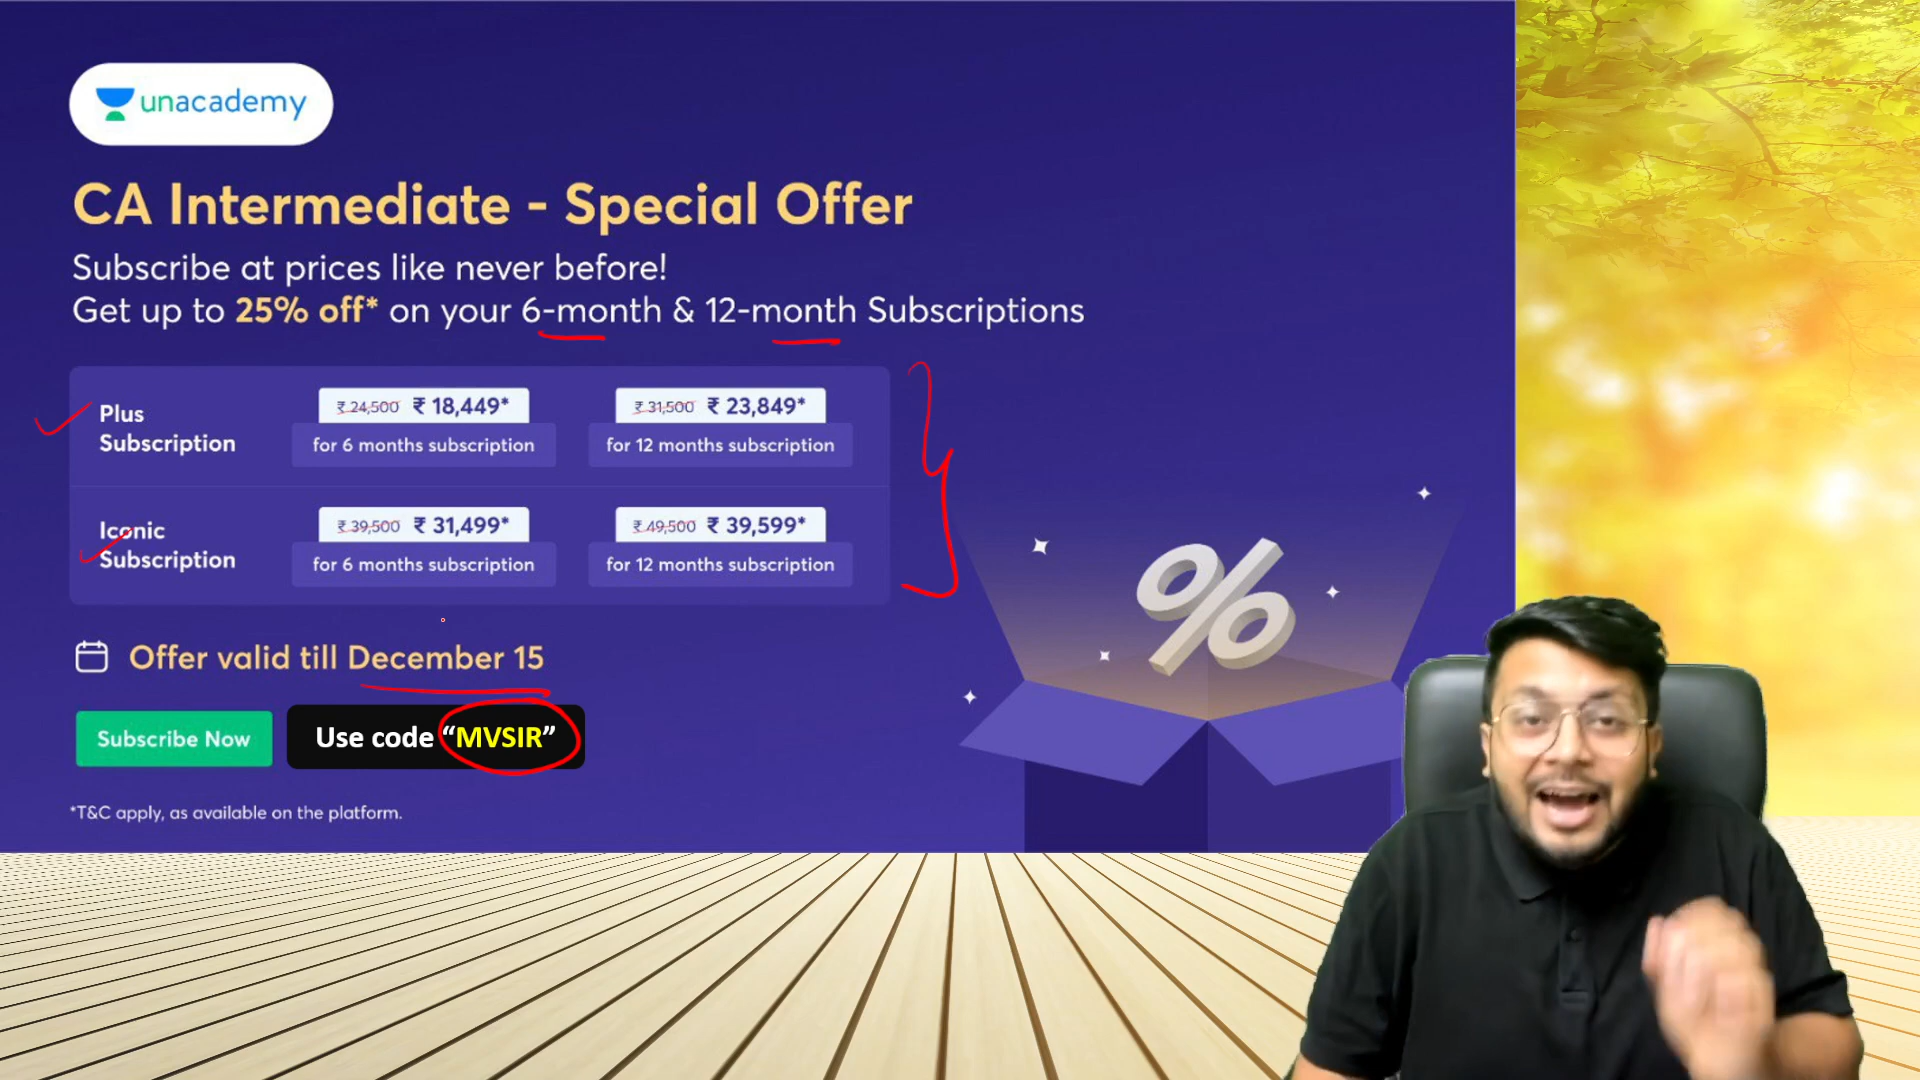 unacademy
CA Intermediate - Special Offer
Subscribe at prices like never before!
Get up to 25% off* on your 6-month & 12-month Subscriptions
Plus
Subscription
₹ 24,500 ₹ 18,449*
for 6 months subscription
₹ 31,500 ₹ 23,849*
for 12 months subscription
Iconic
Subscription
₹ 39,500 ₹ 31,499*
for 6 months subscription
₹ 49,500 ₹ 39,599*
for 12 months subscription
%
Offer valid till December 15
Subscribe Now
Use code “MVSIR”
*T&C apply, as available on the platform.